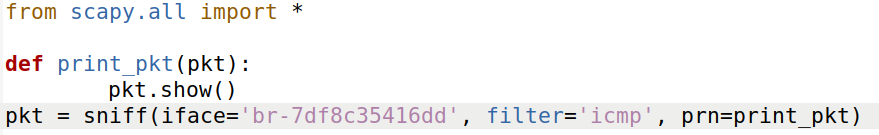 from scapy.all import *
def print_pkt(pkt):
        pkt.show()
pkt = sniff(iface='br-7df8c35416dd', filter='icmp', prn=print_pkt)